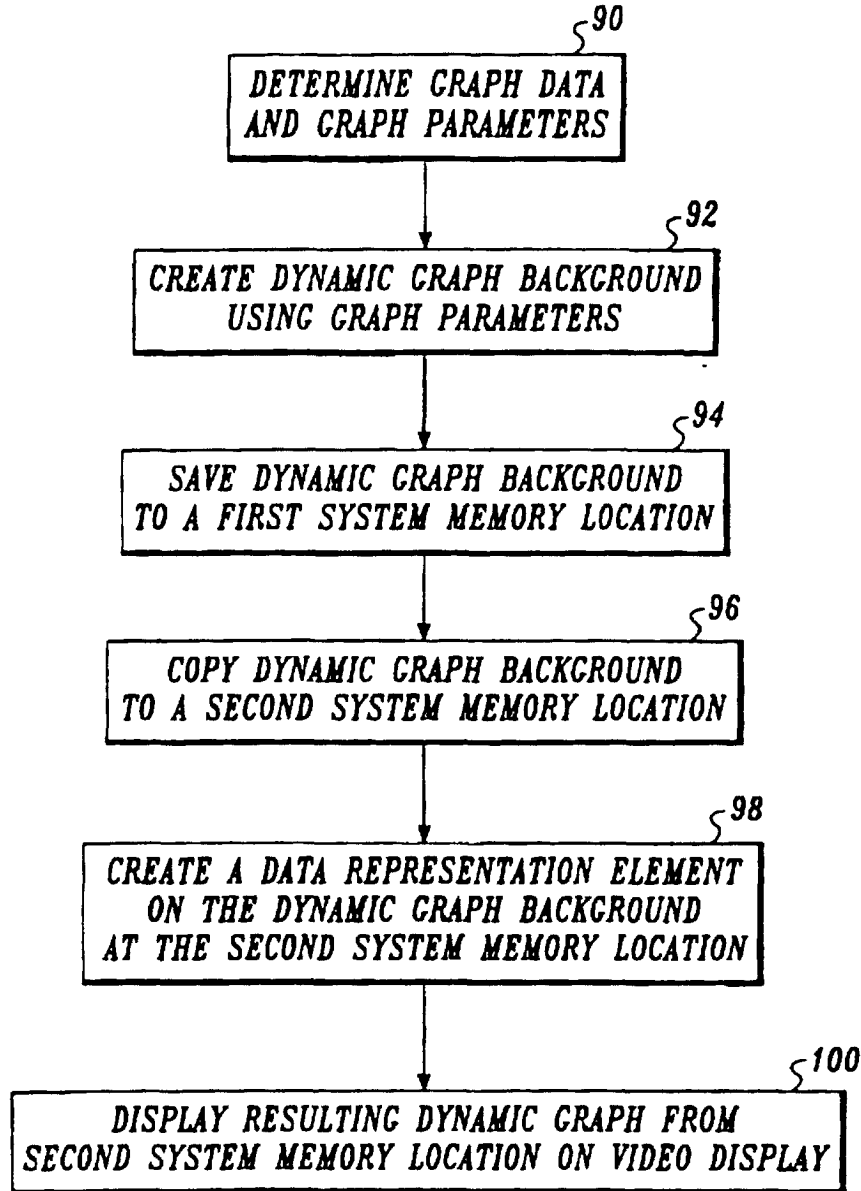 90
DETERMINE GRAPH DATA
AND GRAPH PARAMETERS
92
CREATE DYNAMIC GRAPH BACKGROUND
USING GRAPH PARAMETERS
94
SAVE DYNAMIC GRAPH BACKGROUND
TO A FIRST SYSTEM MEMORY LOCATION
96
COPY DYNAMIC GRAPH BACKGROUND
TO A SECOND SYSTEM MEMORY LOCATION
98
CREATE A DATA REPRESENTATION ELEMENT
ON THE DYNAMIC GRAPH BACKGROUND
AT THE SECOND SYSTEM MEMORY LOCATION
100
DISPLAY RESULTING DYNAMIC GRAPH FROM
SECOND SYSTEM MEMORY LOCATION ON VIDEO DISPLAY